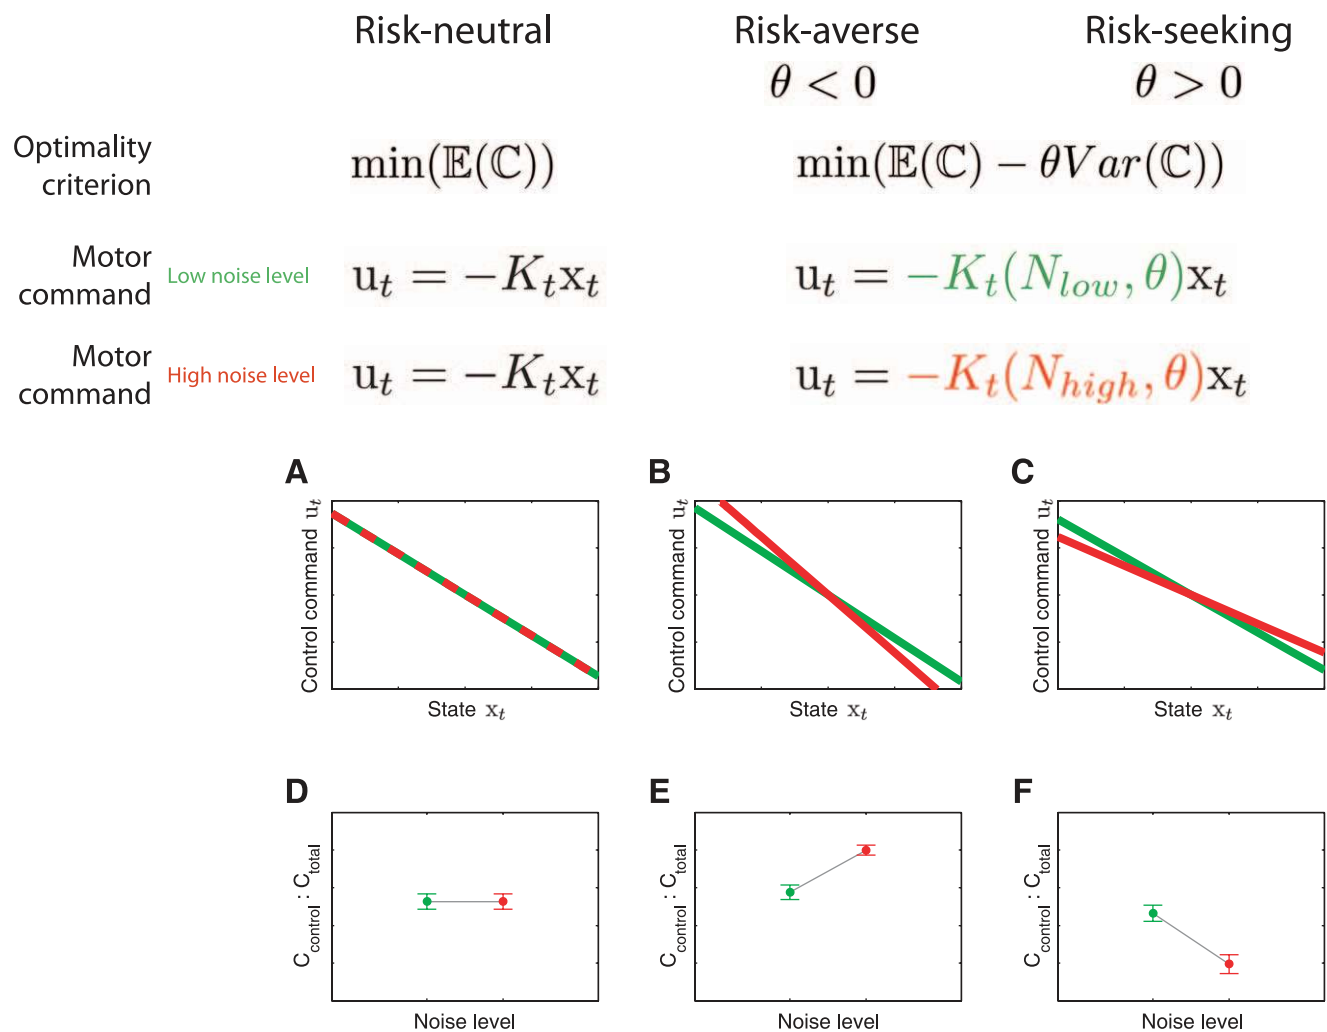 Risk-neutral Risk-averse Risk-seeking
θ < 0 θ > 0
Optimality
criterion
min(𝔼(ℂ)) min(𝔼(ℂ) − θVar(ℂ))
Motor
command
Low noise level
u_t = −K_t x_t u_t = −K_t(N_low, θ)x_t
Motor
command
High noise level
u_t = −K_t x_t u_t = −K_t(N_high, θ)x_t
A B C
Control command u_t
State x_t
Control command u_t
State x_t
Control command u_t
State x_t
D E F
C_control : C_total
Noise level
C_control : C_total
Noise level
C_control : C_total
Noise level